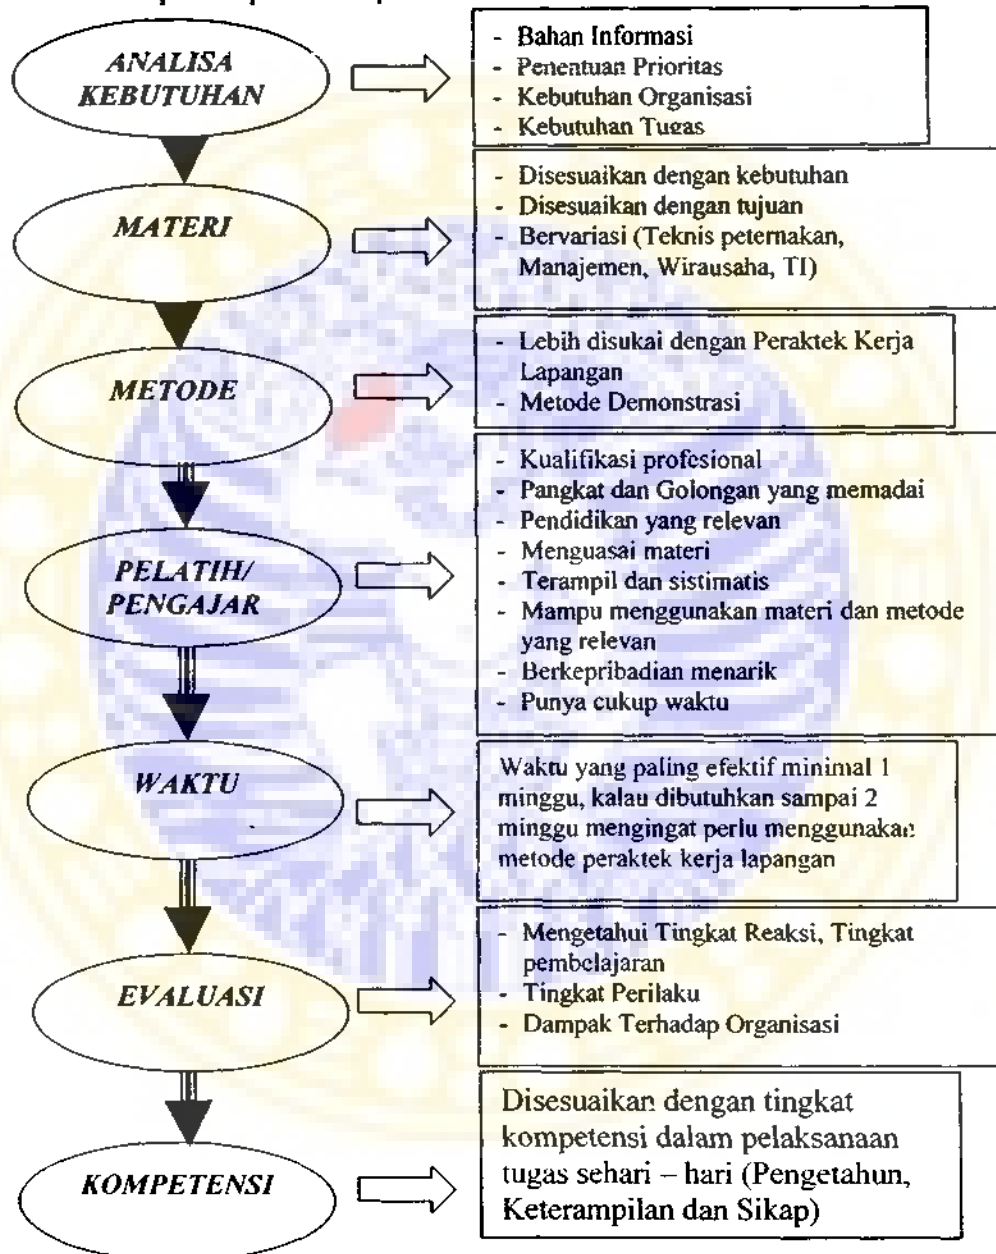 ANALISA
KEBUTUHAN
- Bahan Informasi
- Penentuan Prioritas
- Kebutuhan Organisasi
- Kebutuhan Tugas
MATERI
- Disesuaikan dengan kebutuhan
- Disesuaikan dengan tujuan
- Bervariasi (Teknis peternakan,
Manajemen, Wirausaha, TI)
METODE
- Lebih disukai dengan Peraktek Kerja
Lapangan
- Metode Demonstrasi
PELATIH/
PENGAJAR
- Kualifikasi profesional
- Pangkat dan Golongan yang memadai
- Pendidikan yang relevan
- Menguasai materi
- Terampil dan sistimatis
- Mampu menggunakan materi dan metode
yang relevan
- Berkepribadian menarik
- Punya cukup waktu
WAKTU
Waktu yang paling efektif minimal 1
minggu, kalau dibutuhkan sampai 2
minggu mengingat perlu menggunakan
metode peraktek kerja lapangan
EVALUASI
- Mengetahui Tingkat Reaksi, Tingkat
pembelajaran
- Tingkat Perilaku
- Dampak Terhadap Organisasi
KOMPETENSI
Disesuaikan dengan tingkat
kompetensi dalam pelaksanaan
tugas sehari – hari (Pengetahun,
Keterampilan dan Sikap)